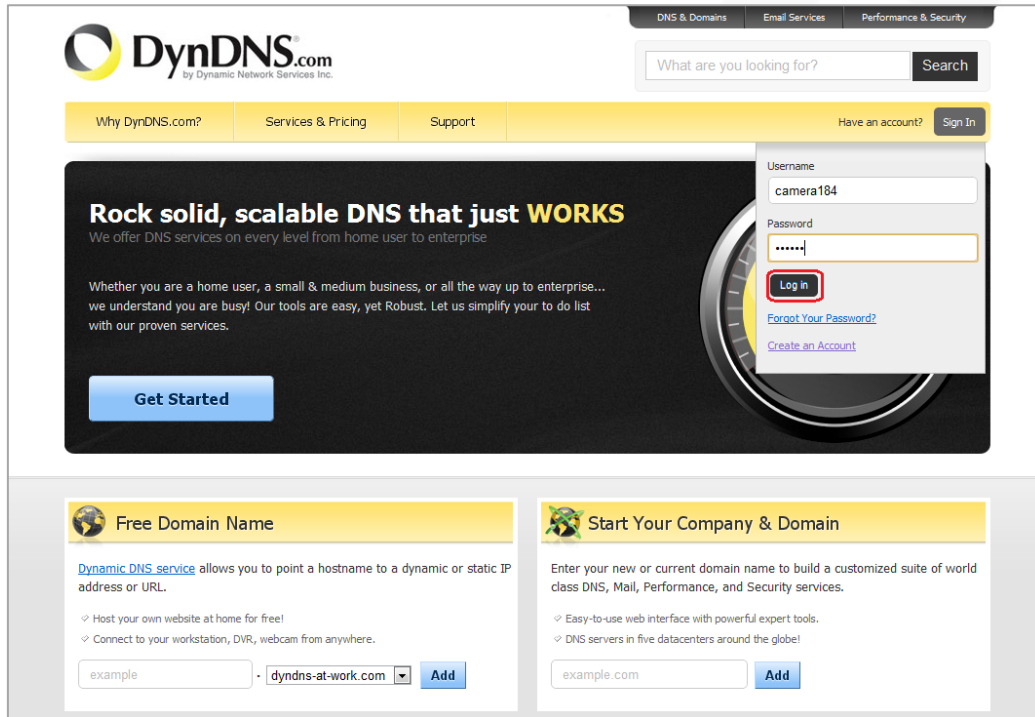 DNS & Domains
Email Services
Performance & Security
DynDNS.com
by Dynamic Network Services Inc.
What are you looking for?
Search
Why DynDNS.com?
Services & Pricing
Support
Have an account?
Sign In
Username
camera184
Password
••••••
Log in
Forgot Your Password?
Create an Account
Rock solid, scalable DNS that just WORKS
We offer DNS services on every level from home user to enterprise
Whether you are a home user, a small & medium business, or all the way up to enterprise...
we understand you are busy! Our tools are easy, yet Robust. Let us simplify your to do list
with our proven services.
Get Started
Free Domain Name
Dynamic DNS service allows you to point a hostname to a dynamic or static IP
address or URL.
Host your own website at home for free!
Connect to your workstation, DVR, webcam from anywhere.
example
- dyndns-at-work.com
Add
Start Your Company & Domain
Enter your new or current domain name to build a customized suite of world
class DNS, Mail, Performance, and Security services.
Easy-to-use web interface with powerful expert tools.
DNS servers in five datacenters around the globe!
example.com
Add